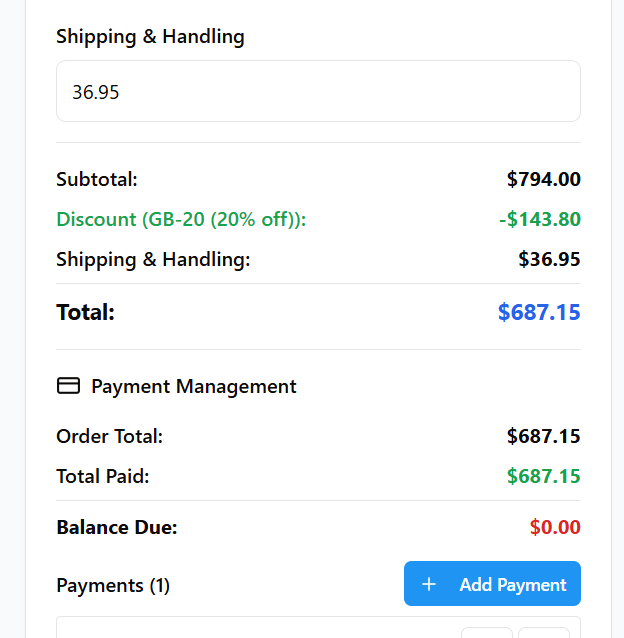 Shipping & Handling
36.95
Subtotal: $794.00
Discount (GB-20 (20% off)): -$143.80
Shipping & Handling: $36.95
Total: $687.15
Payment Management
Order Total: $687.15
Total Paid: $687.15
Balance Due: $0.00
Payments (1) + Add Payment